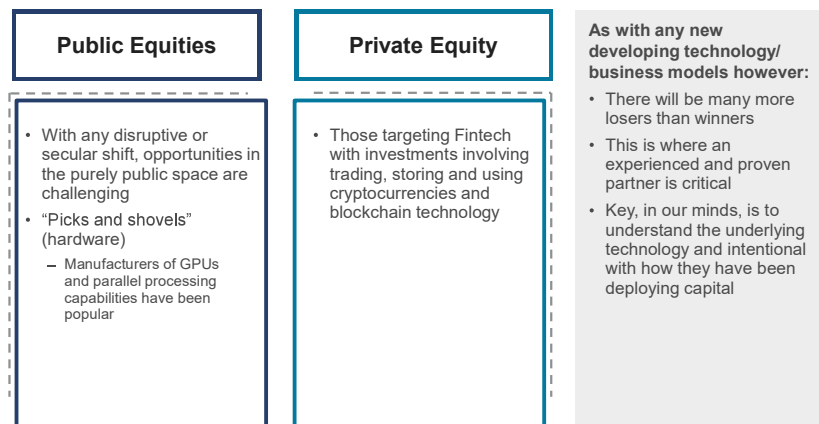 Public Equities
• With any disruptive or
secular shift, opportunities in
the purely public space are
challenging
• “Picks and shovels”
(hardware)
– Manufacturers of GPUs
and parallel processing
capabilities have been
popular
Private Equity
• Those targeting Fintech
with investments involving
trading, storing and using
cryptocurrencies and
blockchain technology
As with any new
developing technology/
business models however:
• There will be many more
losers than winners
• This is where an
experienced and proven
partner is critical
• Key, in our minds, is to
understand the underlying
technology and intentional
with how they have been
deploying capital